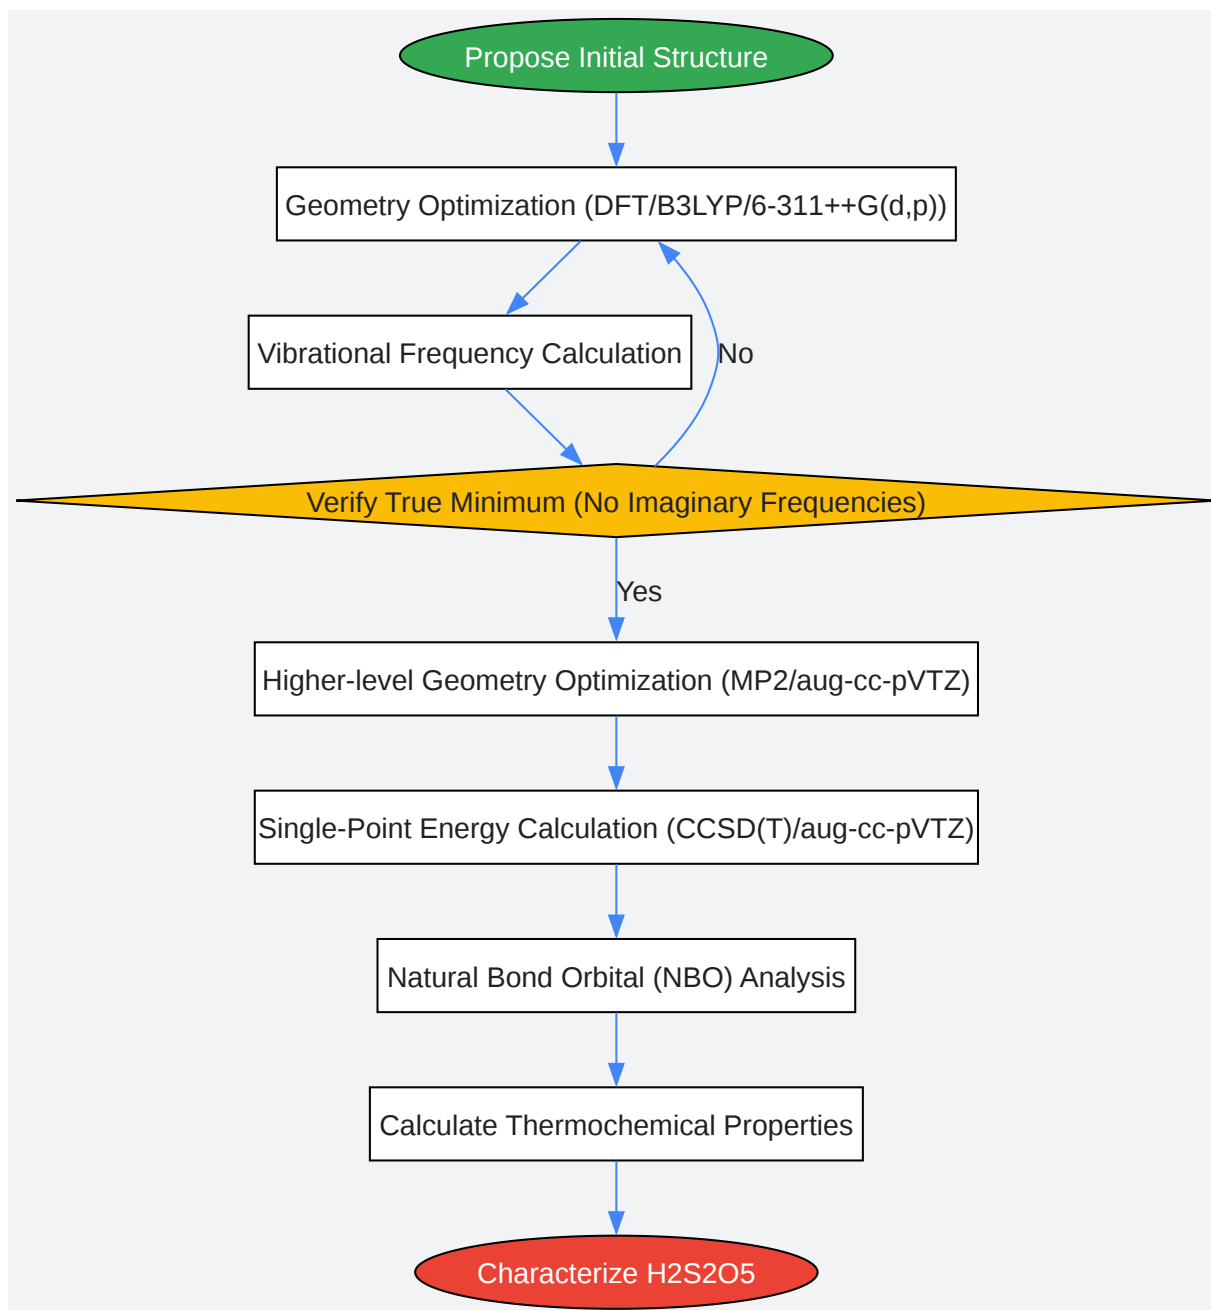 Propose Initial Structure
Geometry Optimization (DFT/B3LYP/6-311++G(d,p))
Vibrational Frequency Calculation
No
Verify True Minimum (No Imaginary Frequencies)
Yes
Higher-level Geometry Optimization (MP2/aug-cc-pVTZ)
Single-Point Energy Calculation (CCSD(T)/aug-cc-pVTZ)
Natural Bond Orbital (NBO) Analysis
Calculate Thermochemical Properties
Characterize H2S2O5